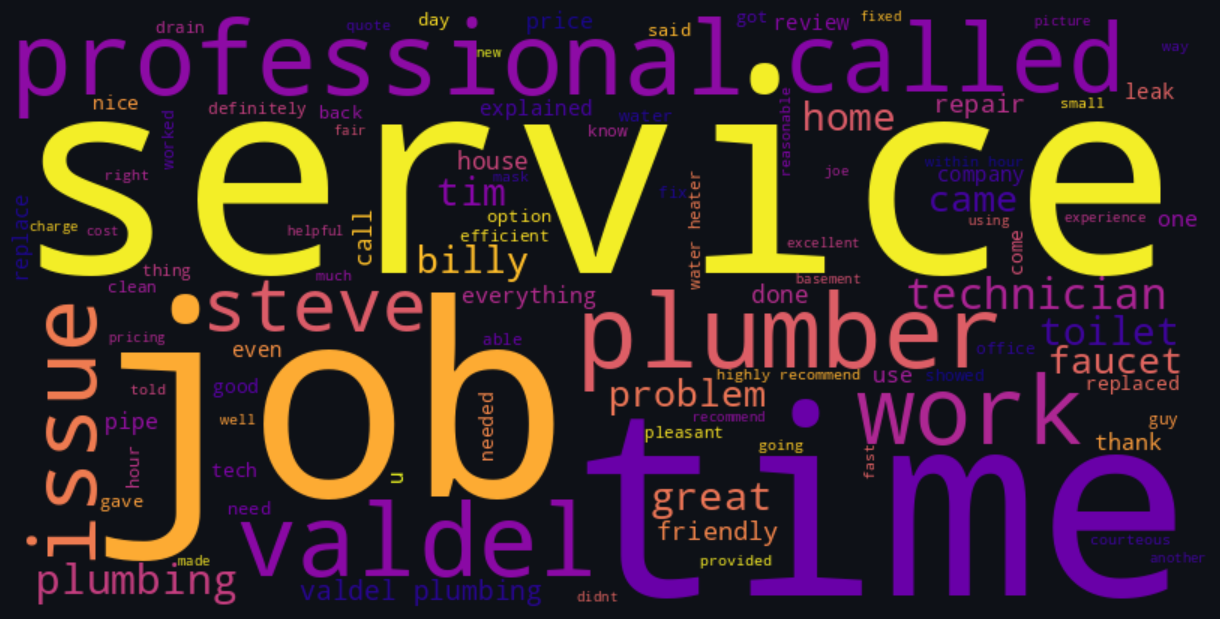 drain
quote
day
price
said
got
review
fixed
picture
way
professional
new
called
nice
definitely
back
explained
water
home
repair
small
leak
worked
fair
know
reasonable
service
right
house
mask
tim
fix
water heater
joe
within hour
company
came
replace
charge
cost
helpful
call
option
efficient
billy
excellent
using
come
experience
one
thing
clean
much
basement
issue
steve
everything
done
technician
pricing
even
able
plumber
office
toilet
faucet
told
good
job
needed
problem
highly recommend
use
showed
replaced
pipe
well
recommend
work
guy
hour
tech
u
pleasant
going
fast
thank
gave
need
valdel
great
friendly
time
courteous
made
provided
another
plumbing
valdel plumbing
didnt